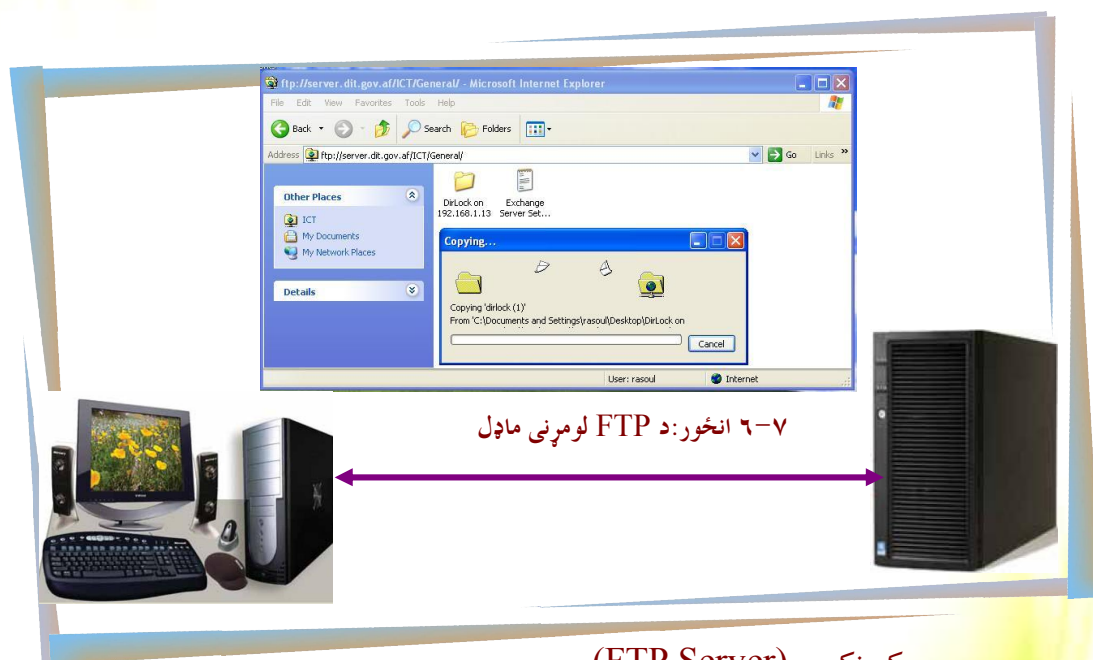 ftp://server.dit.gov.af/ICT/General/ - Microsoft Internet Explorer
File Edit View Favorites Tools Help
Back Search Folders
Address ftp://server.dit.gov.af/ICT/General/ Go Links »
Other Places
ICT
My Documents
My Network Places
Details
DirLock on 192.168.1.13
Exchange Server Set...
Copying...
Copying 'dirlock (1)'
From 'C:\Documents and Settings\rasoul\Desktop\DirLock on
Cancel
User: rasoul Internet
٦-٧ انځور:د FTP لومړنی ماډل
(FTP Server)